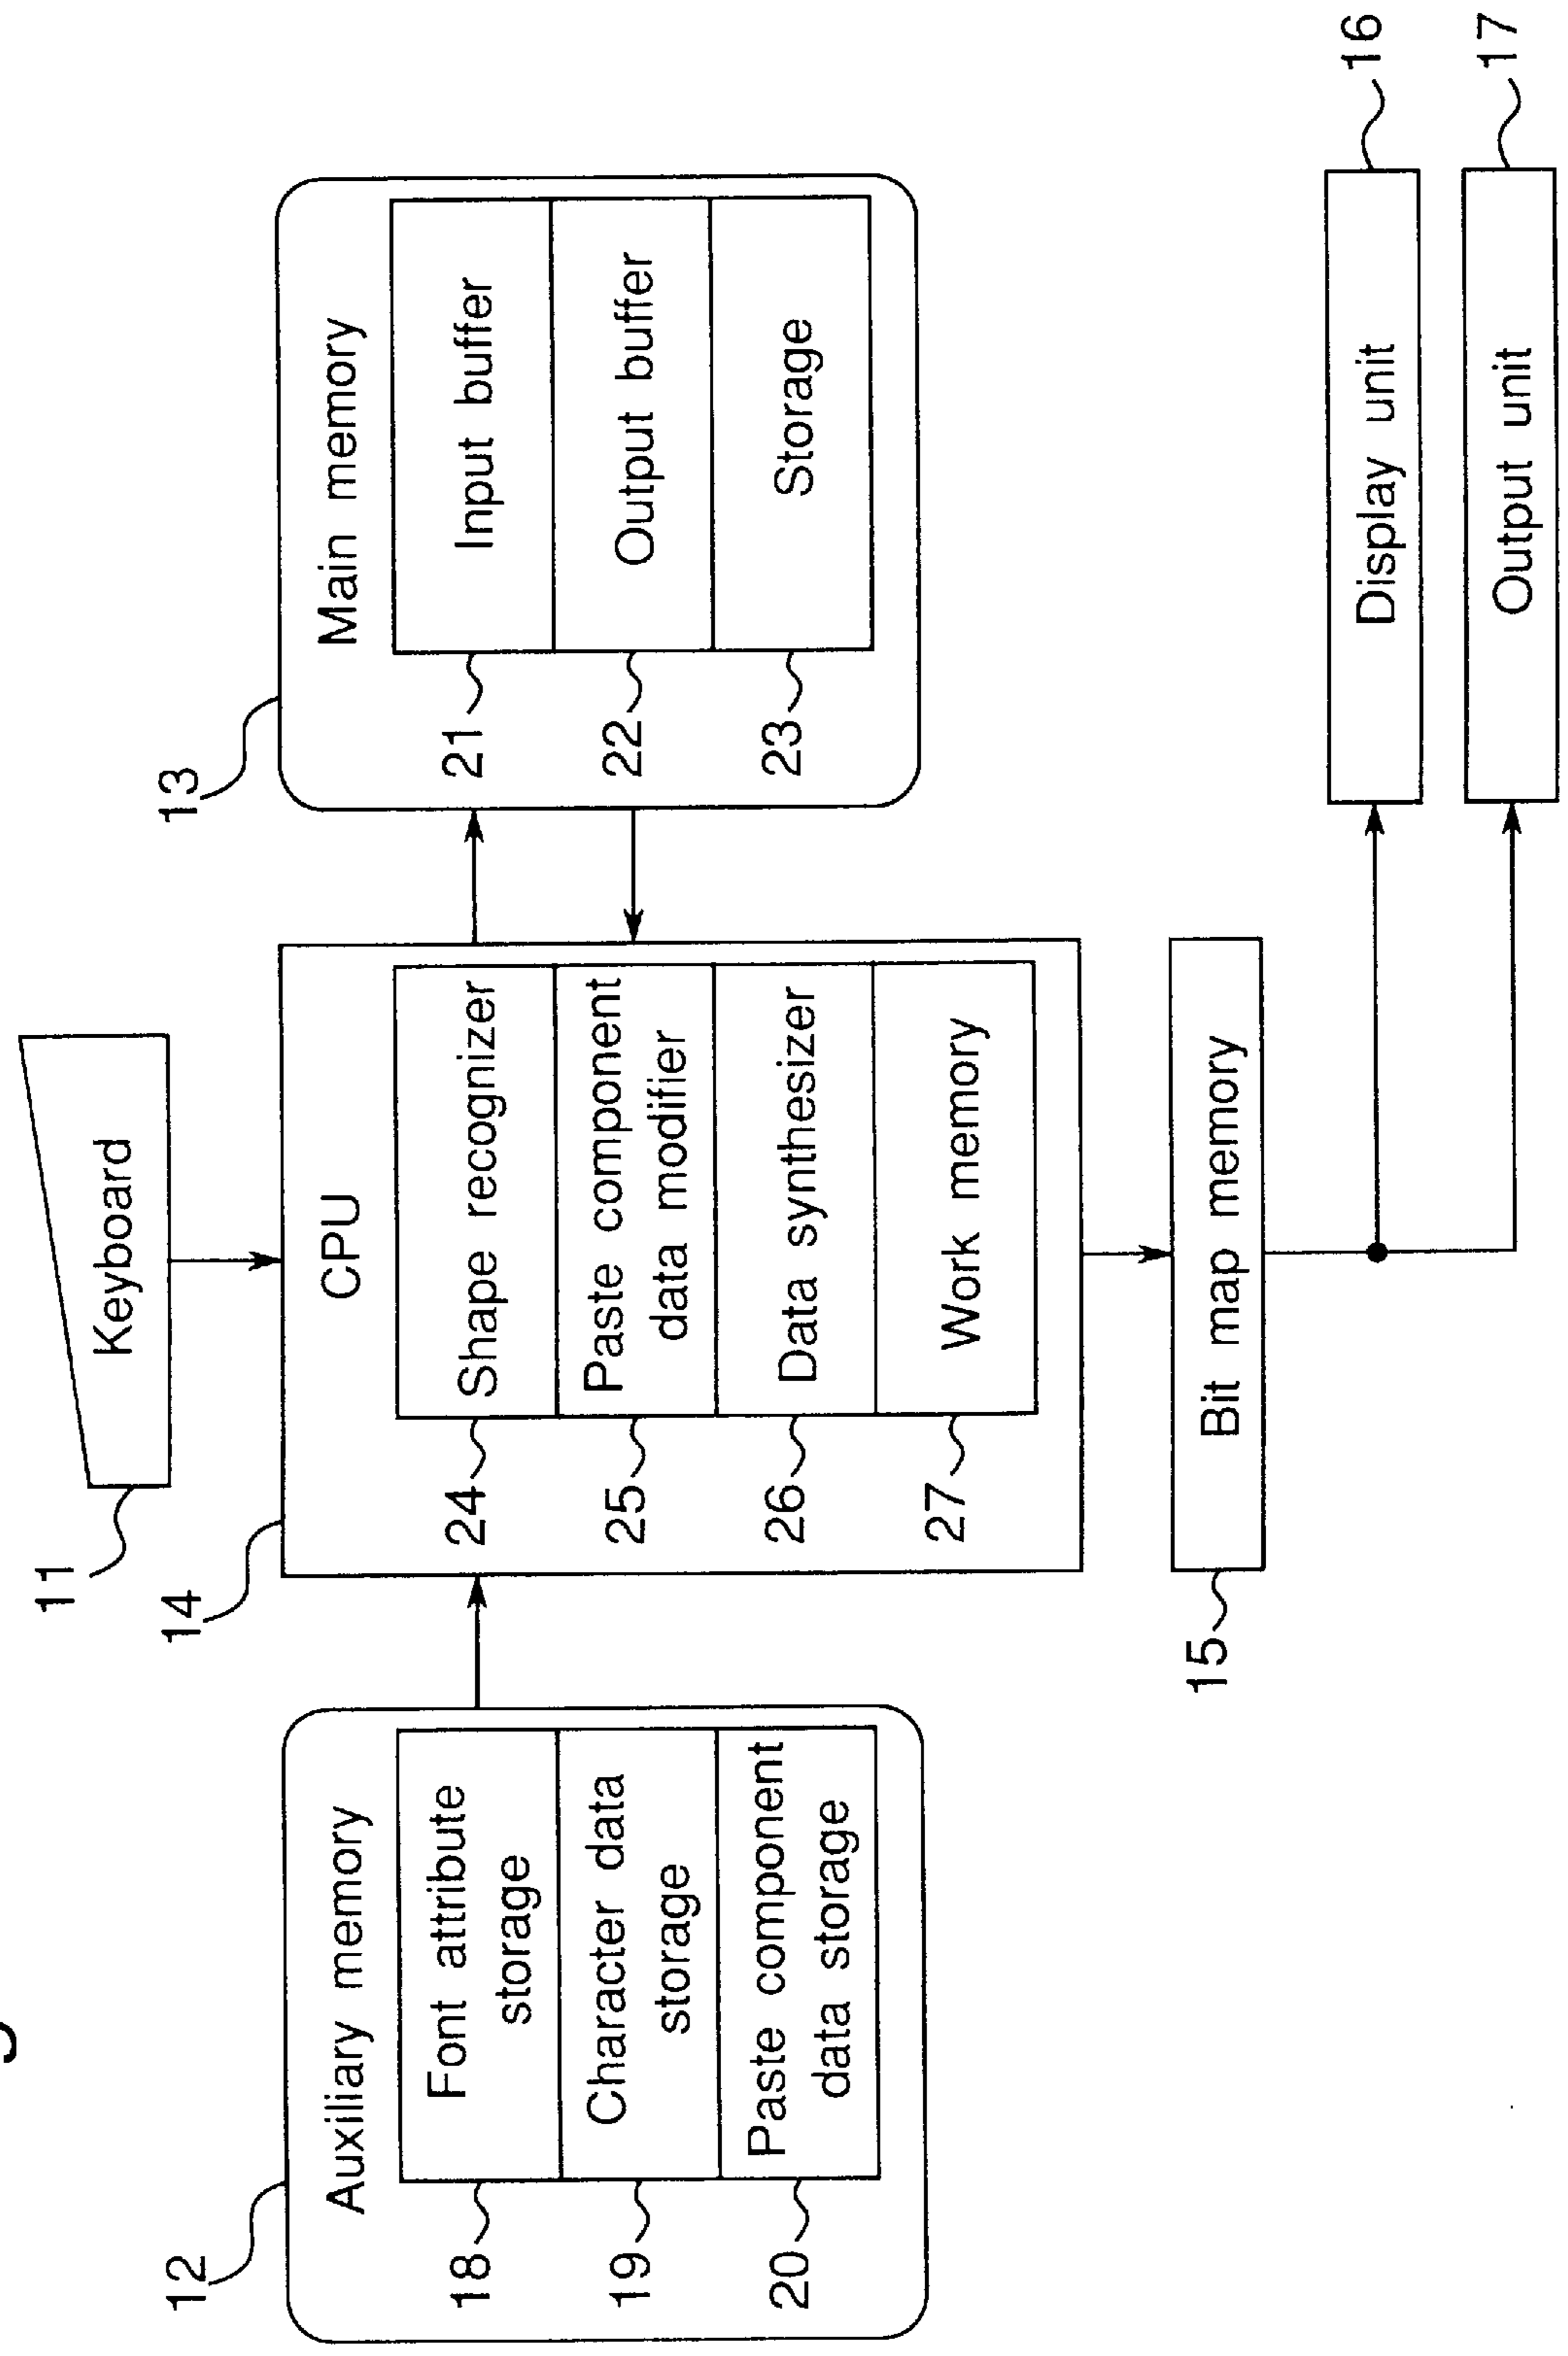 11
Keyboard
12
Auxiliary memory
18
Font attribute
storage
19
Character data
storage
20
Paste component
data storage
14
CPU
24
Shape recognizer
25
Paste component
data modifier
26
Data synthesizer
27
Work memory
13
Main memory
21
Input buffer
22
Output buffer
23
Storage
15
Bit map memory
Display unit
16
Output unit
17